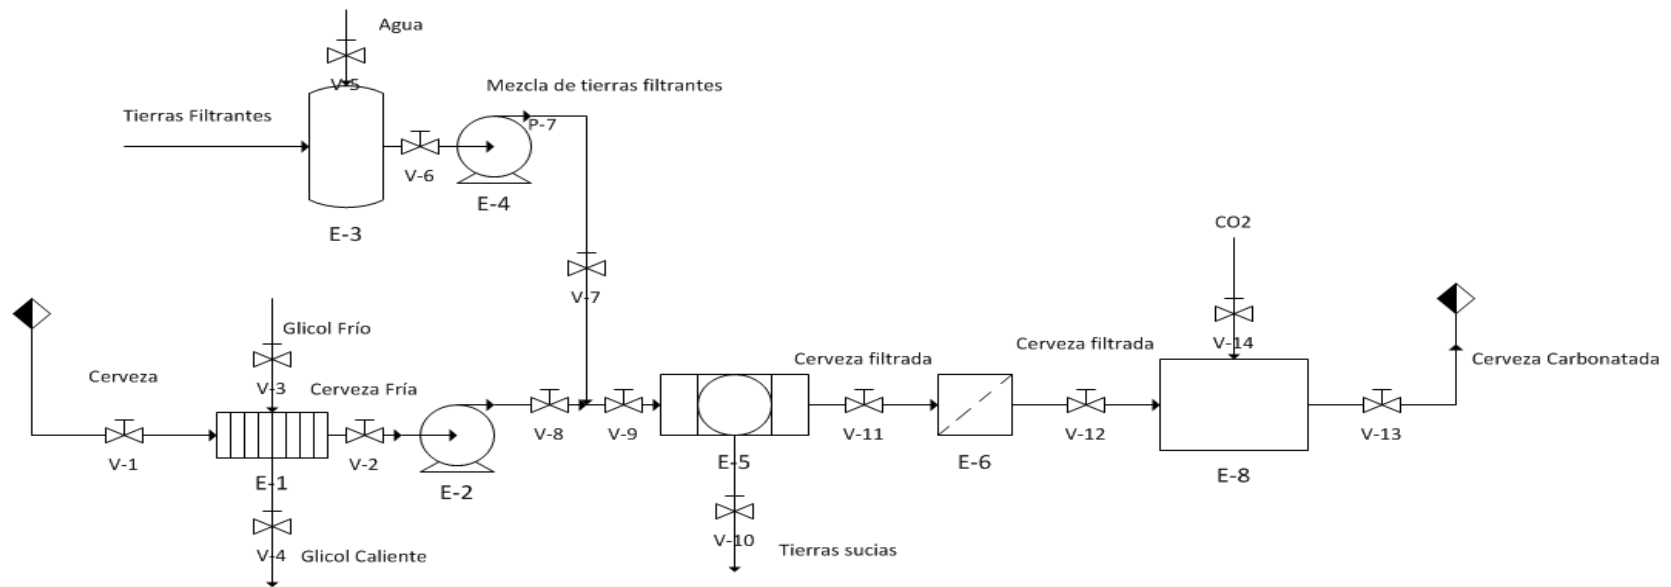 Agua
V-5
Mezcla de tierras filtrantes
Tierras Filtrantes
P-7
V-6
E-4
E-3
CO2
V-7
Glicol Frío
V-14
Cerveza filtrada
Cerveza filtrada
Cerveza Carbonatada
Cerveza
V-3
Cerveza Fría
V-8
V-9
V-11
V-12
V-13
V-1
V-2
E-5
E-6
E-8
E-1
E-2
V-10
Tierras sucias
V-4
Glicol Caliente